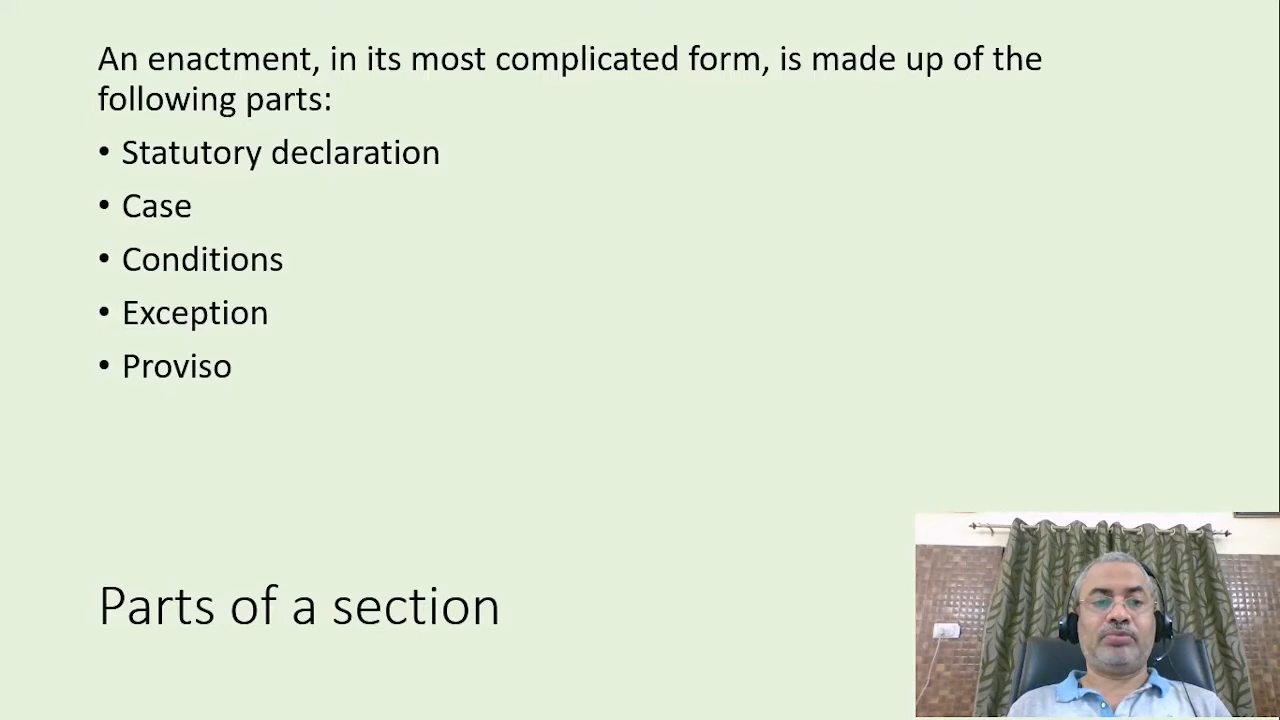 An enactment, in its most complicated form, is made up of the
following parts:
• Statutory declaration
• Case
• Conditions
• Exception
• Proviso
Parts of a section